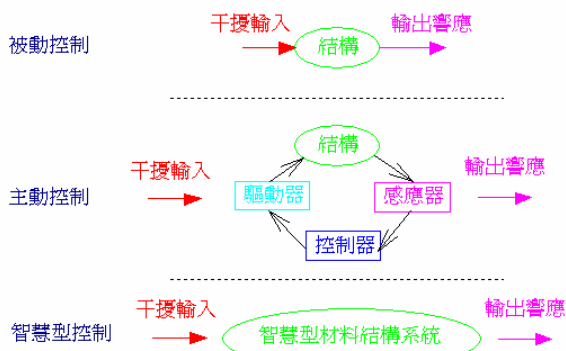 干擾輸入 輸出響應
被動控制 結構
結構
干擾輸入 輸出響應
主動控制 驅動器 感應器
控制器
干擾輸入 輸出響應
智慧型控制 智慧型材料結構系統